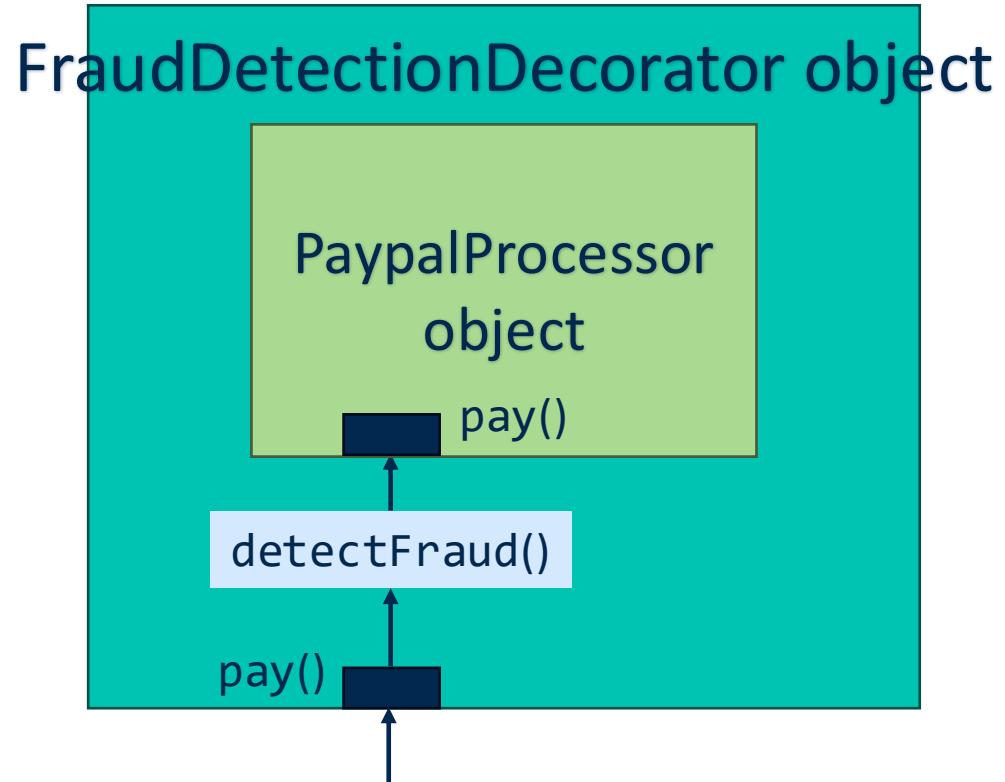 FraudDetectionDecorator object
PaypalProcessor
object
pay()
detectFraud()
pay()